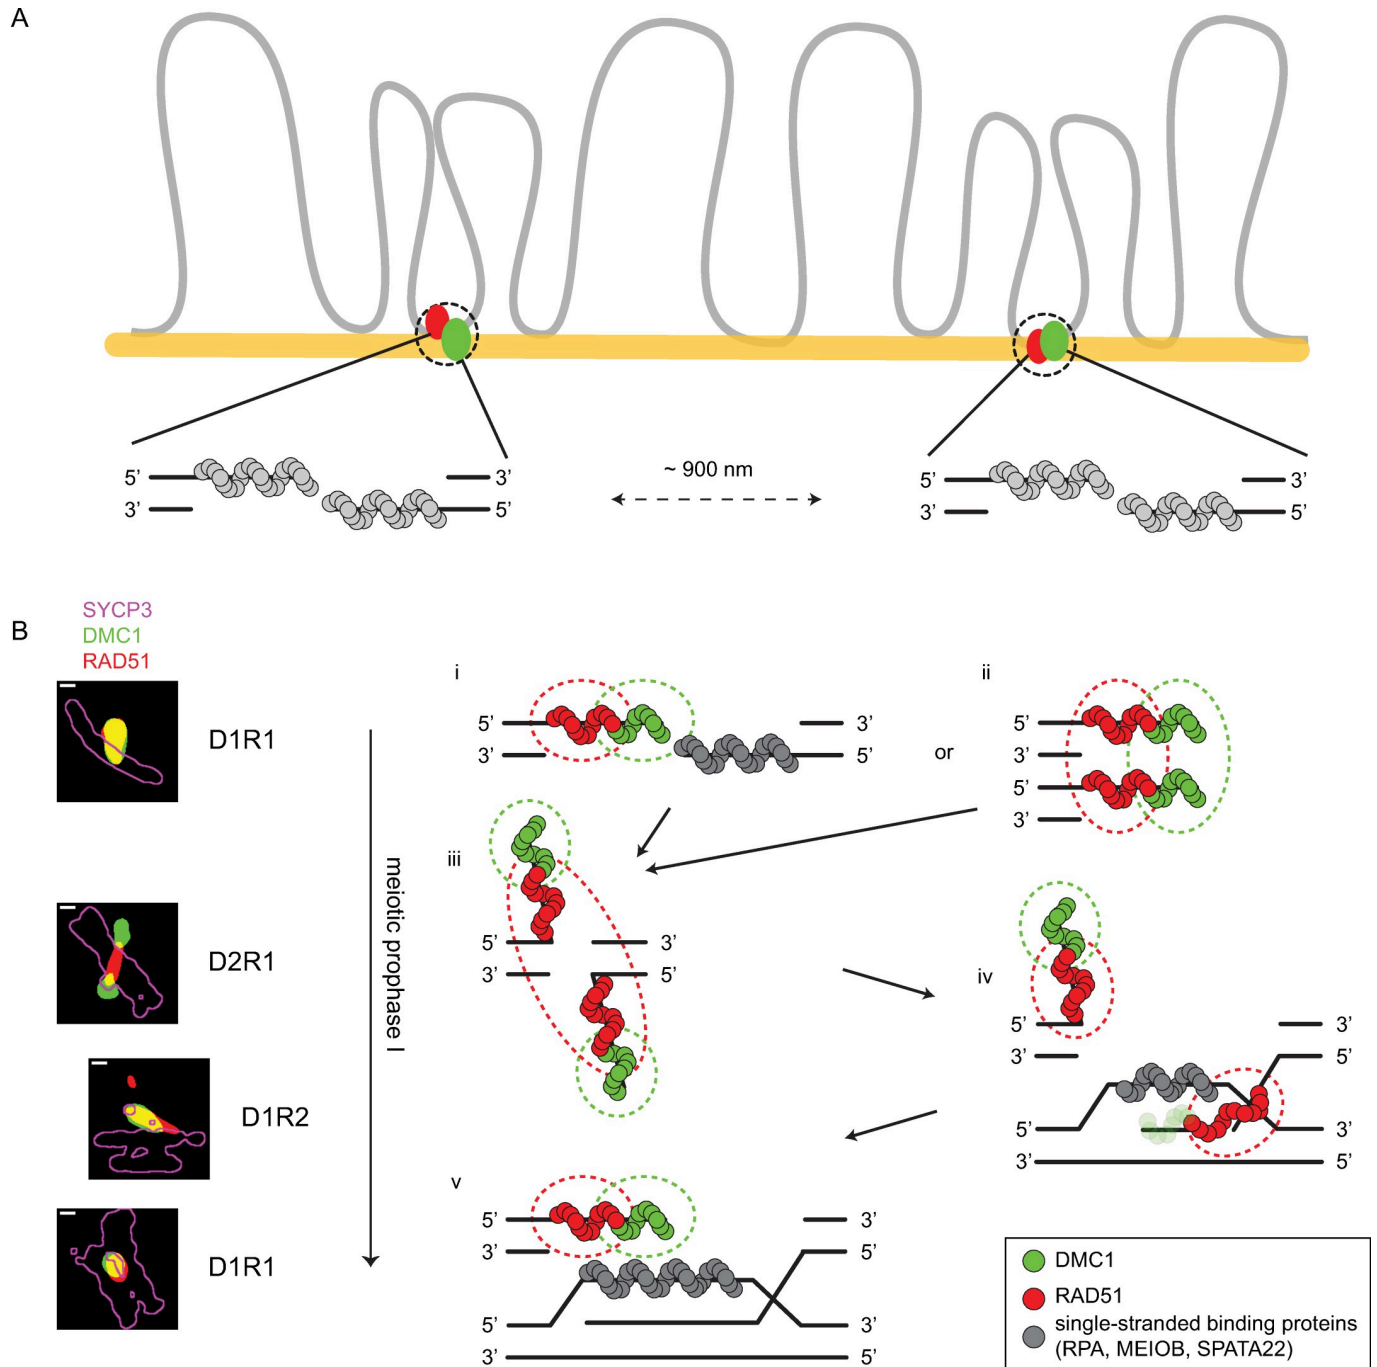 A
5’ 3’
3’ 5’
~ 900 nm
5’ 3’
3’ 5’
B
SYCP3
DMC1
RAD51
D1R1
D2R1
D1R2
D1R1
meiotic prophase I
i
5’ 3’
3’ 5’
or
ii
5’
3’
5’
3’
iii
5’ 3’
3’ 5’
iv
5’ 3’
3’ 5’
5’ 3’
3’ 5’
v
5’ 3’
3’ 5’
5’ 3’
3’ 5’
DMC1
RAD51
single-stranded binding proteins
(RPA, MEIOB, SPATA22)